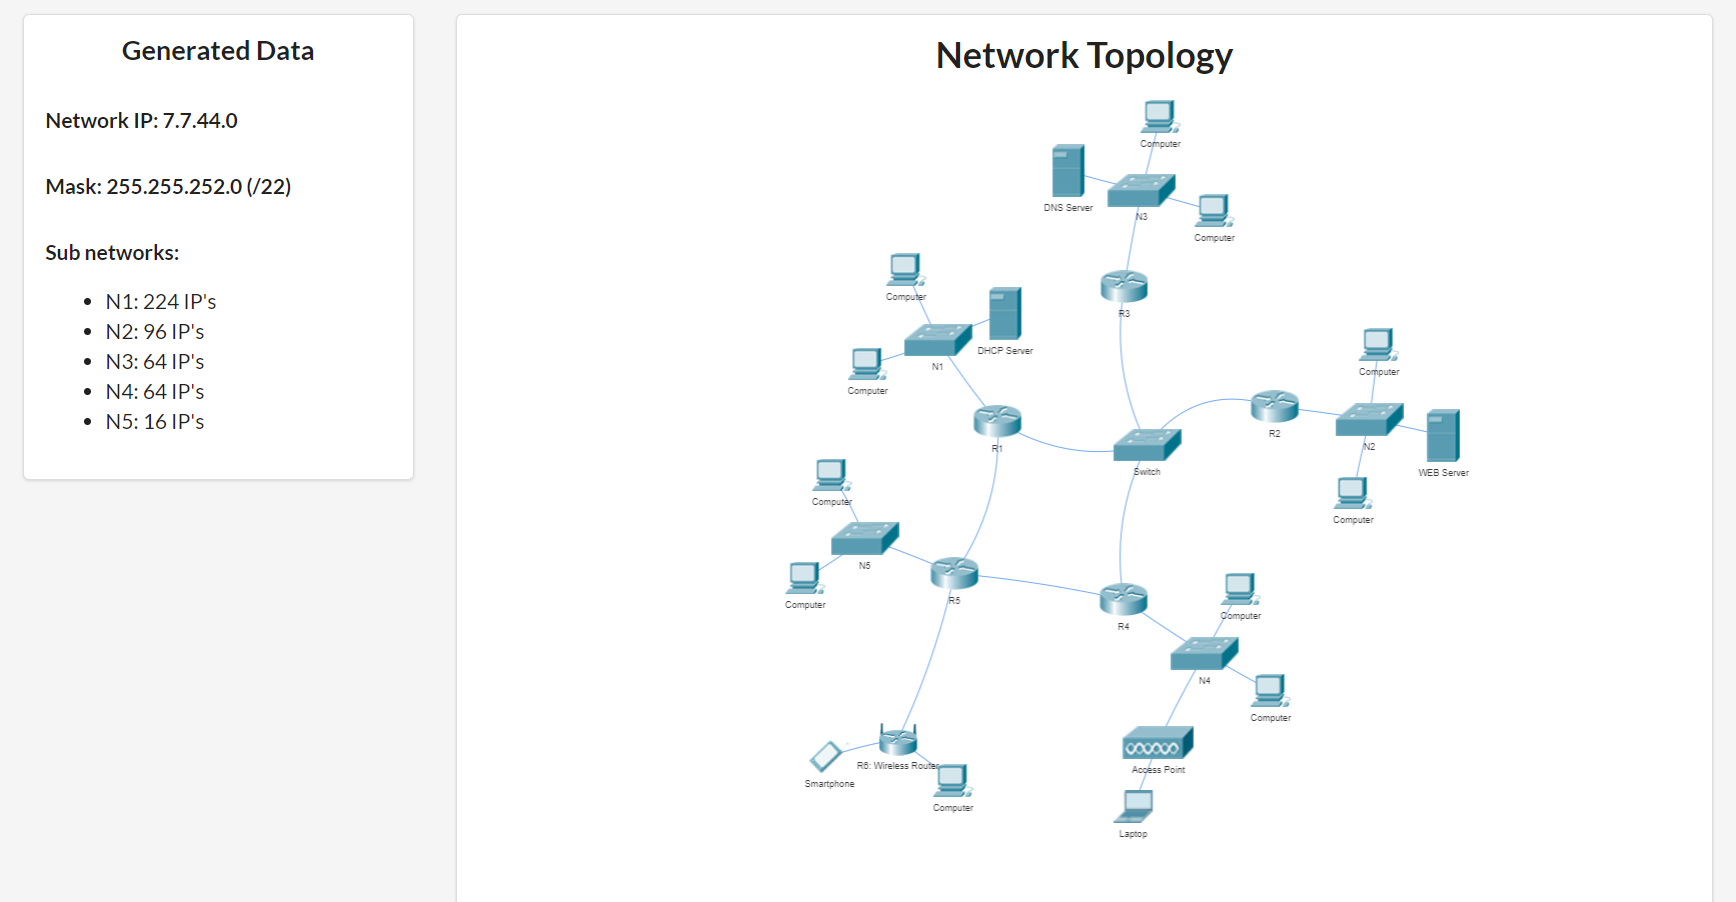 Generated Data
Network IP: 7.7.44.0
Mask: 255.255.252.0 (/22)
Sub networks:
N1: 224 IP's
N2: 96 IP's
N3: 64 IP's
N4: 64 IP's
N5: 16 IP's
Network Topology
Computer
DNS Server
N3
Computer
Computer
R3
DHCP Server
N1
Computer
Computer
R1
R2
N2
Switch
WEB Server
Computer
Computer
N5
Computer
R5
R4
Computer
N4
Computer
R6: Wireless Router
Access Point
Smartphone
Computer
Laptop